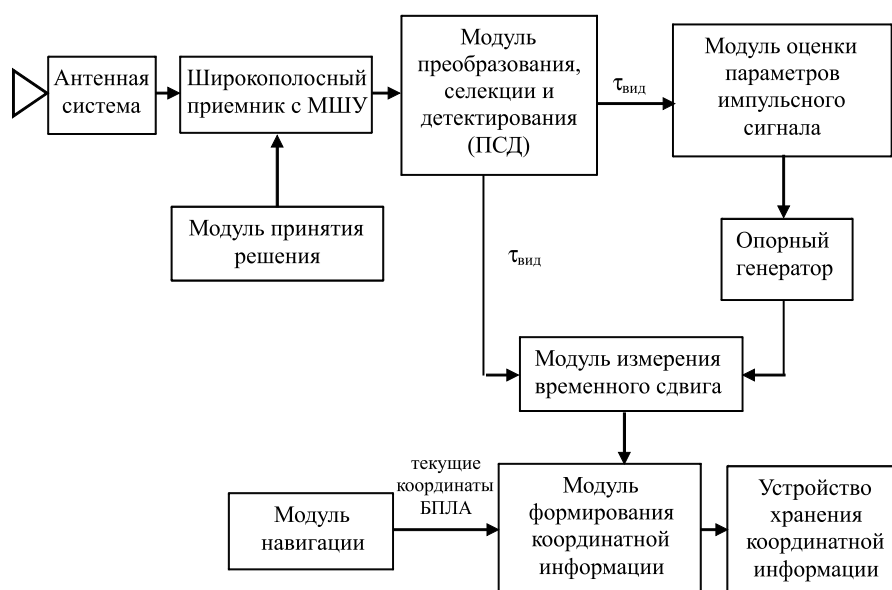 Антенная
система
Широкополосный
приемник с МШУ
Модуль
преобразования,
селекции и
детектирования
(ПСД)
τвид
Модуль оценки
параметров
импульсного
сигнала
Модуль принятия
решения
τвид
Опорный
генератор
Модуль измерения
временного сдвига
текущие
координаты
БПЛА
Модуль
навигации
Модуль
формирования
координатной
информации
Устройство
хранения
координатной
информации